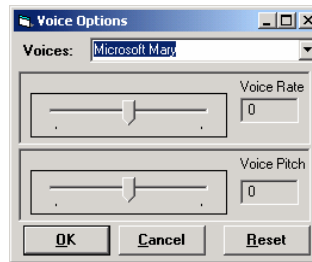 Voice Options
Voices: Microsoft Mary
Voice Rate
0
Voice Pitch
0
OK Cancel Reset